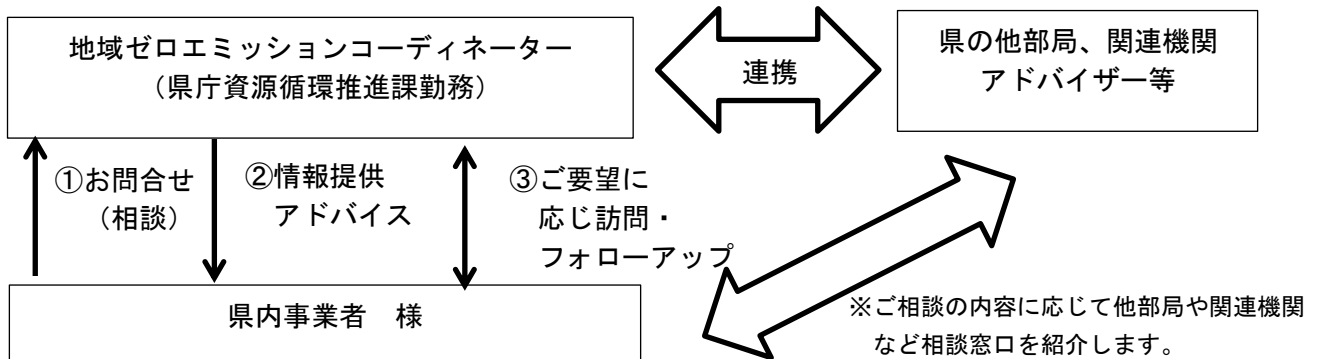 地域ゼロエミッションコーディネーター
（県庁資源循環推進課勤務）
連携
県の他部局、関連機関
アドバイザー等
①お問合せ
（相談）
②情報提供
アドバイス
③ご要望に
応じ訪問・
フォローアップ
県内事業者　様
※ご相談の内容に応じて他部局や関連機関
など相談窓口を紹介します。